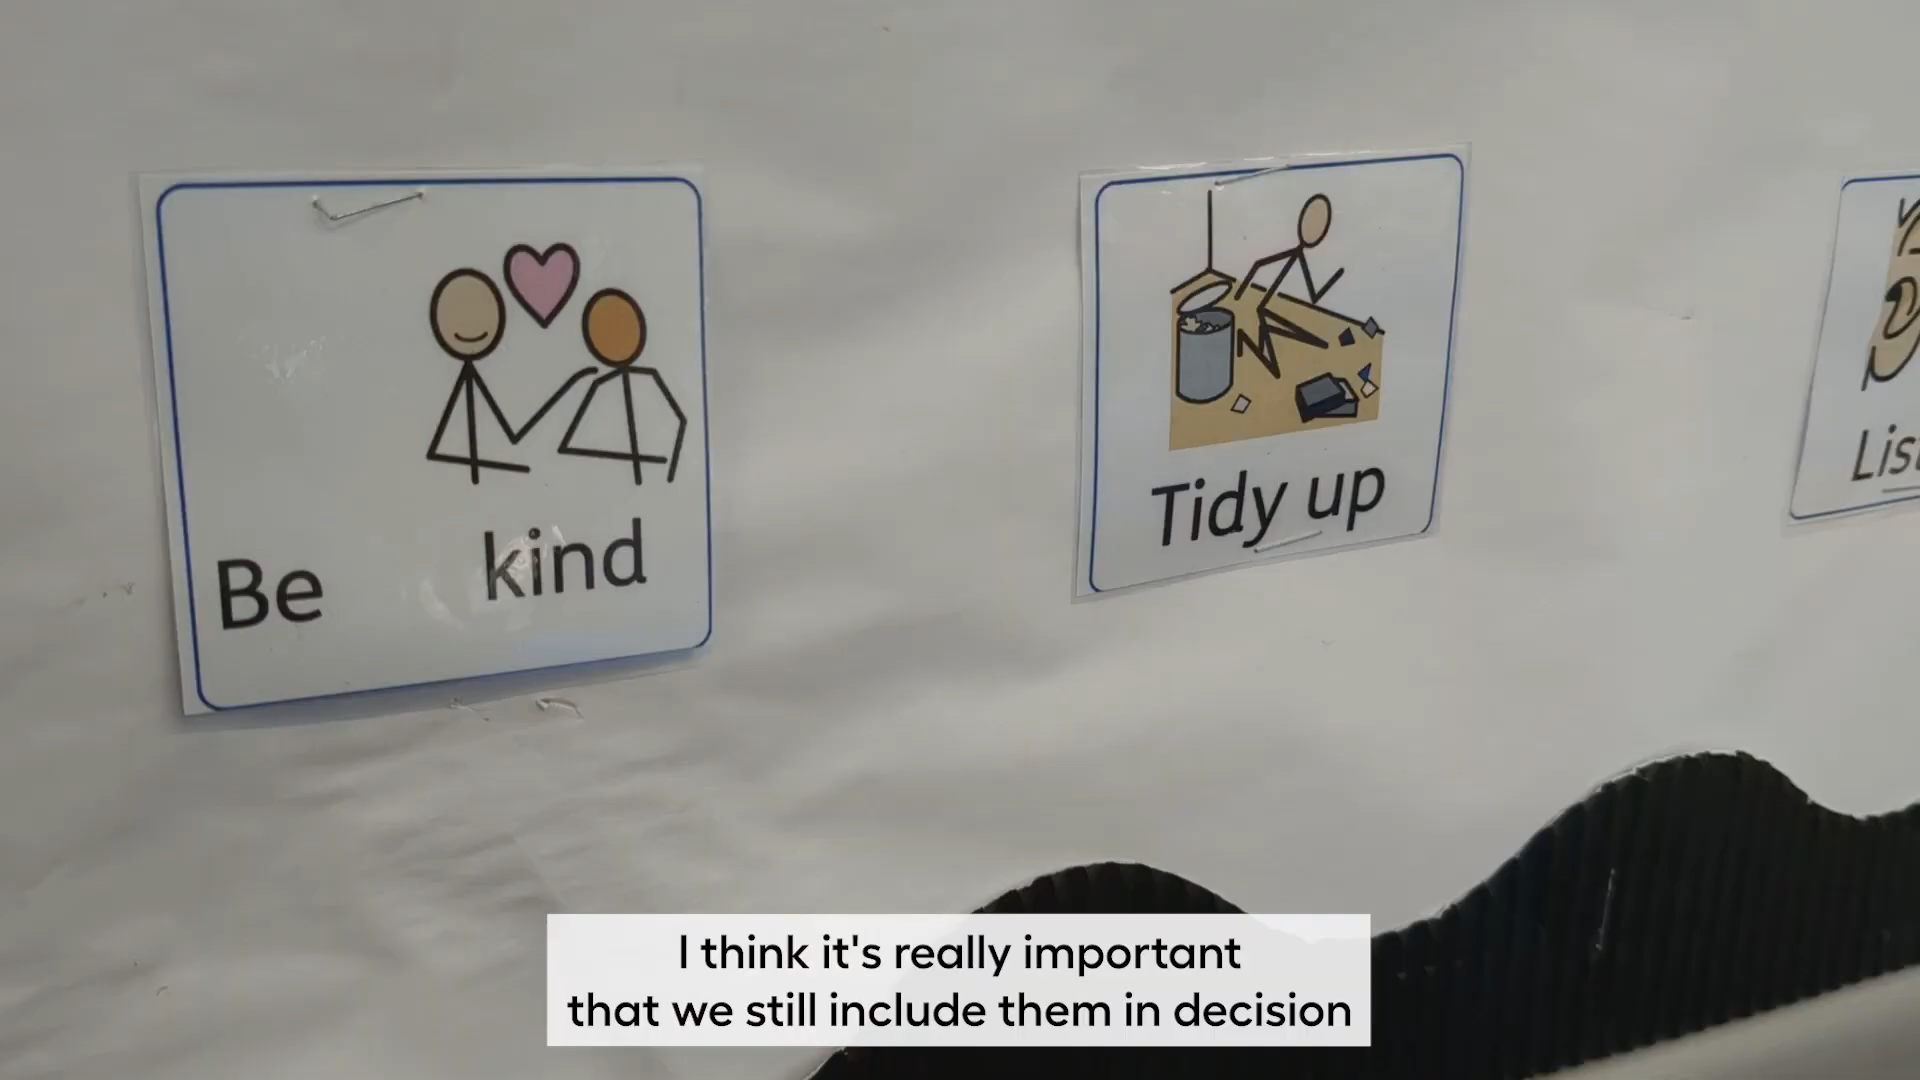 Be kind
Tidy up
I think it's really important
that we still include them in decision